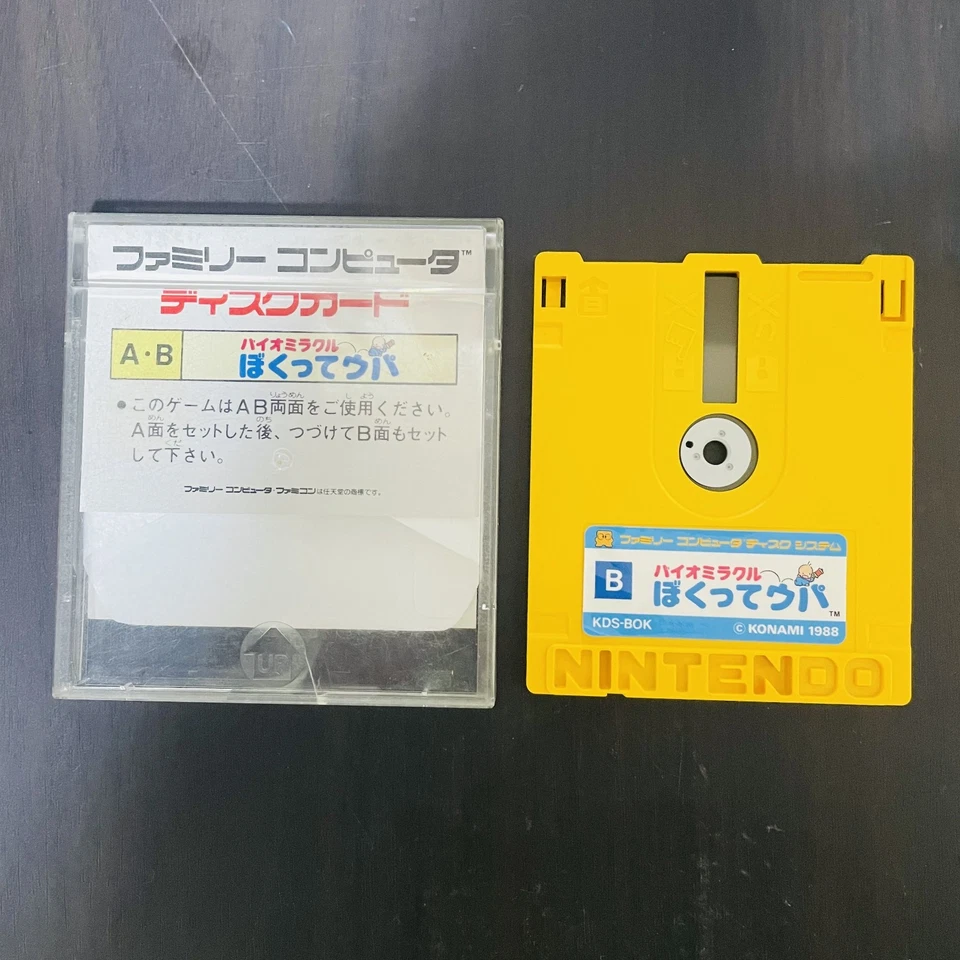 ファミリー コンピュータ™
ディスクカード
A・B
バイオミラクル
ぼくってウパ
●このゲームはAB両面をご使用ください。
A面をセットした後、つづけてB面もセット
して下さい。
ファミリー コンピュータ・ファミコンは任天堂の商標です。
ファミリー コンピュータ ディスク システム
B
バイオミラクル
ぼくってウパ™
KDS-BOK
© KONAMI 1988
NINTENDO